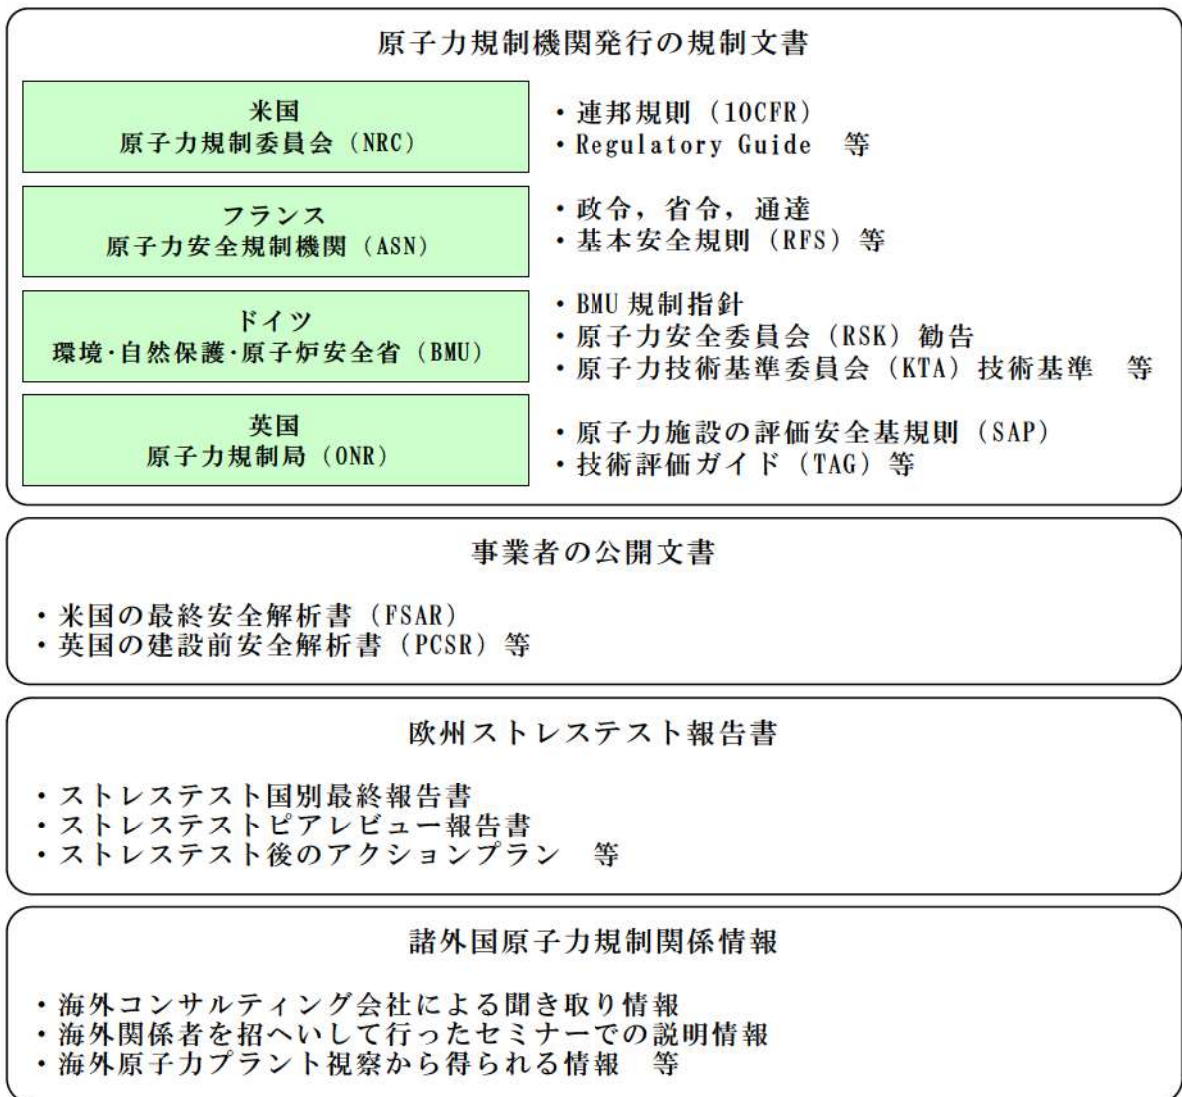 原子力規制機関発行の規制文書
米国
原子力規制委員会（NRC）
・連邦規則（10CFR）
・Regulatory Guide　等
フランス
原子力安全規制機関（ASN）
・政令，省令，通達
・基本安全規則（RFS）等
ドイツ
環境･自然保護･原子炉安全省（BMU）
・BMU規制指針
・原子力安全委員会（RSK）勧告
・原子力技術基準委員会（KTA）技術基準　等
英国
原子力規制局（ONR）
・原子力施設の評価安全基規則（SAP）
・技術評価ガイド（TAG）等
事業者の公開文書
・米国の最終安全解析書（FSAR）
・英国の建設前安全解析書（PCSR）等
欧州ストレステスト報告書
・ストレステスト国別最終報告書
・ストレステストピアレビュー報告書
・ストレステスト後のアクションプラン　等
諸外国原子力規制関係情報
・海外コンサルティング会社による聞き取り情報
・海外関係者を招へいして行ったセミナーでの説明情報
・海外原子力プラント視察から得られる情報　等